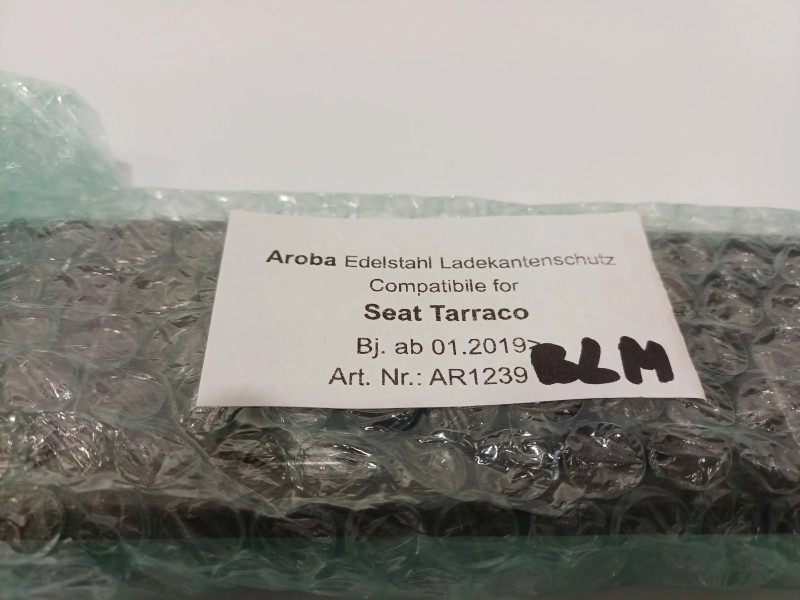 Aroba Edelstahl Ladekantenschutz
Compatibile for
Seat Tarraco
Bj. ab 01.2019>
Art. Nr.: AR1239 BLM